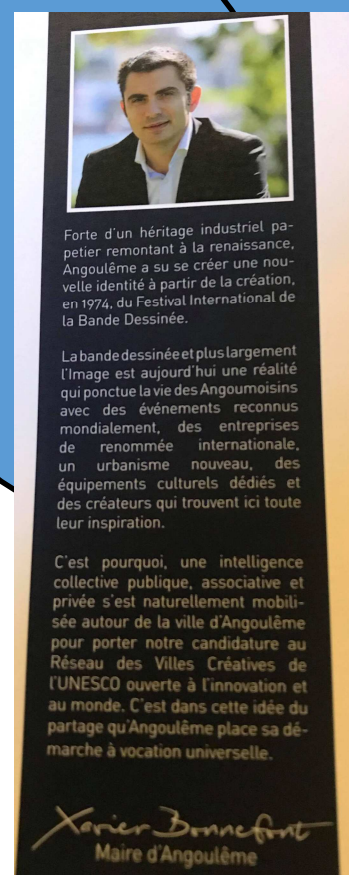 Forte d'un héritage industriel pa-
petier remontant à la renaissance,
Angoulême a su se créer une nou-
velle identité à partir de la création,
en 1974, du Festival International de
la Bande Dessinée.
La bande dessinée et plus largement
l'Image est aujourd'hui une réalité
qui ponctue la vie des Angoumoisins
avec des événements reconnus
mondialement, des entreprises
de renommée internationale,
un urbanisme nouveau, des
équipements culturels dédiés et
des créateurs qui trouvent ici toute
leur inspiration.
C'est pourquoi, une intelligence
collective publique, associative et
privée s'est naturellement mobili-
sée autour de la ville d'Angoulême
pour porter notre candidature au
Réseau des Villes Créatives de
l'UNESCO ouverte à l'innovation et
au monde. C'est dans cette idée du
partage qu'Angoulême place sa dé-
marche à vocation universelle.
Xavier Bonnefont
Maire d'Angoulême